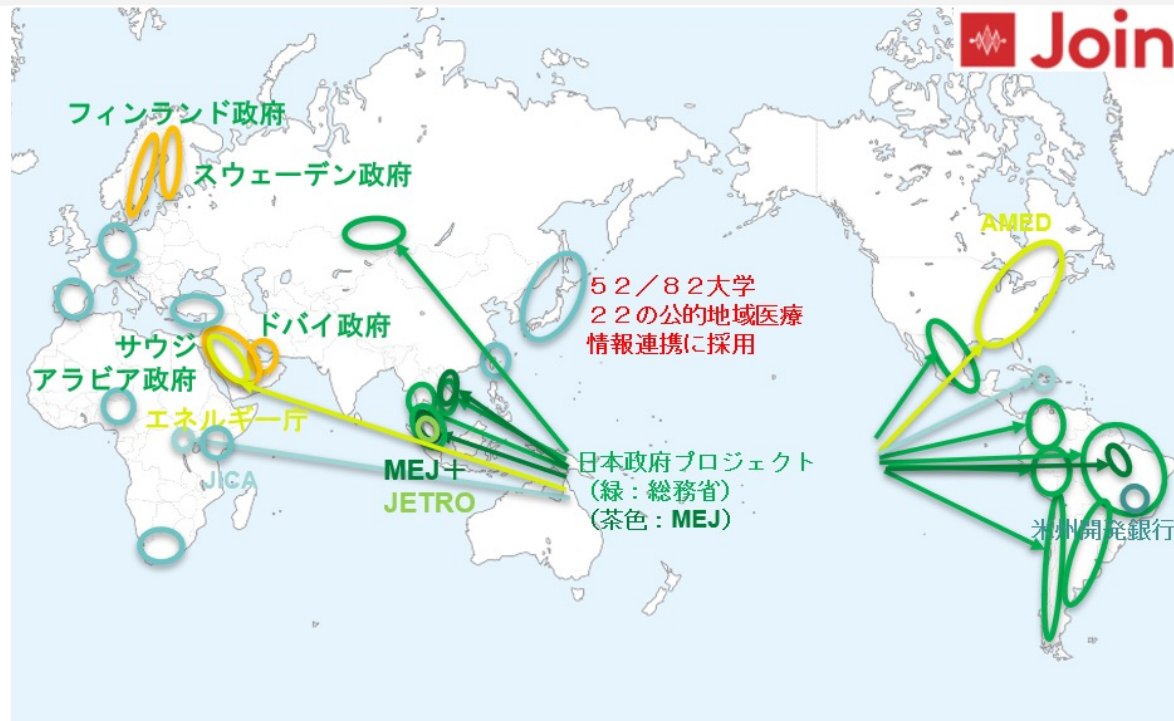 Join
フィンランド政府
スウェーデン政府
AMED
52/82大学
22の公的地域医療
情報連携に採用
ドバイ政府
サウジ
アラビア政府
エネルギー庁
JICA
MEJ+
JETRO
日本政府プロジェクト
(緑:総務省)
(茶色:MEJ)
米州開発銀行